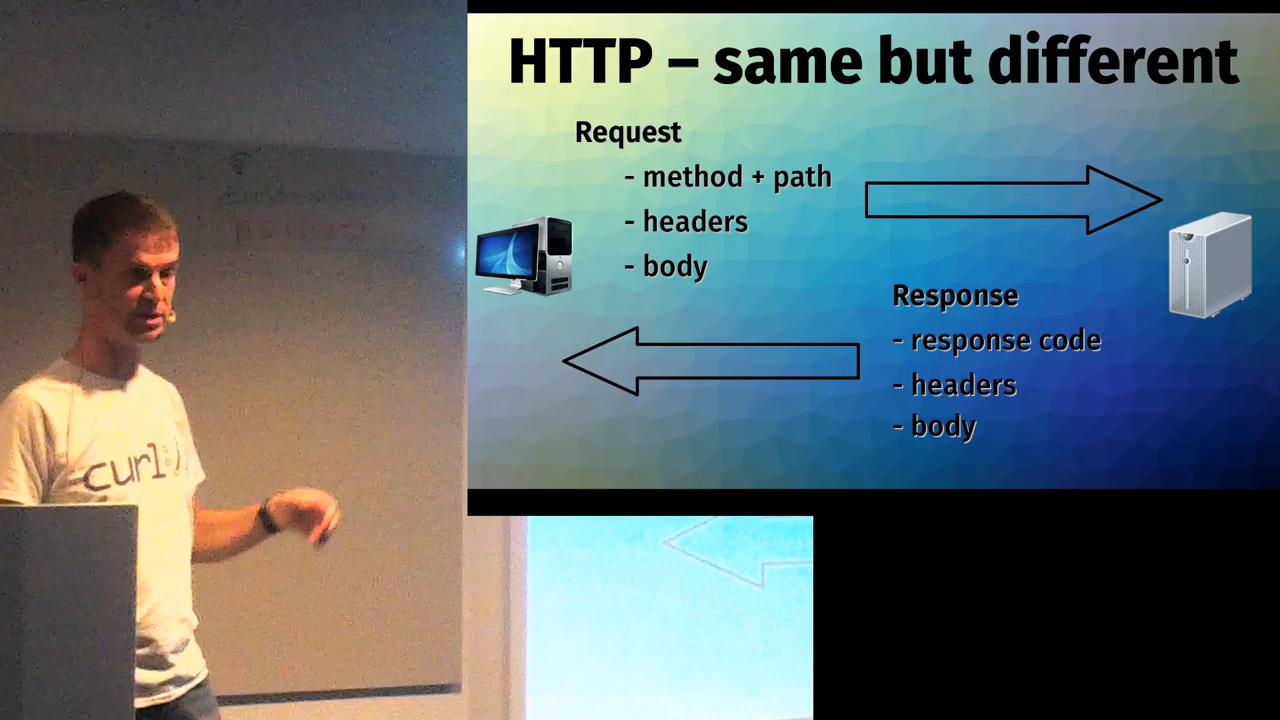 HTTP – same but different
Request
- method + path
- headers
- body
Response
- response code
- headers
- body
curl://